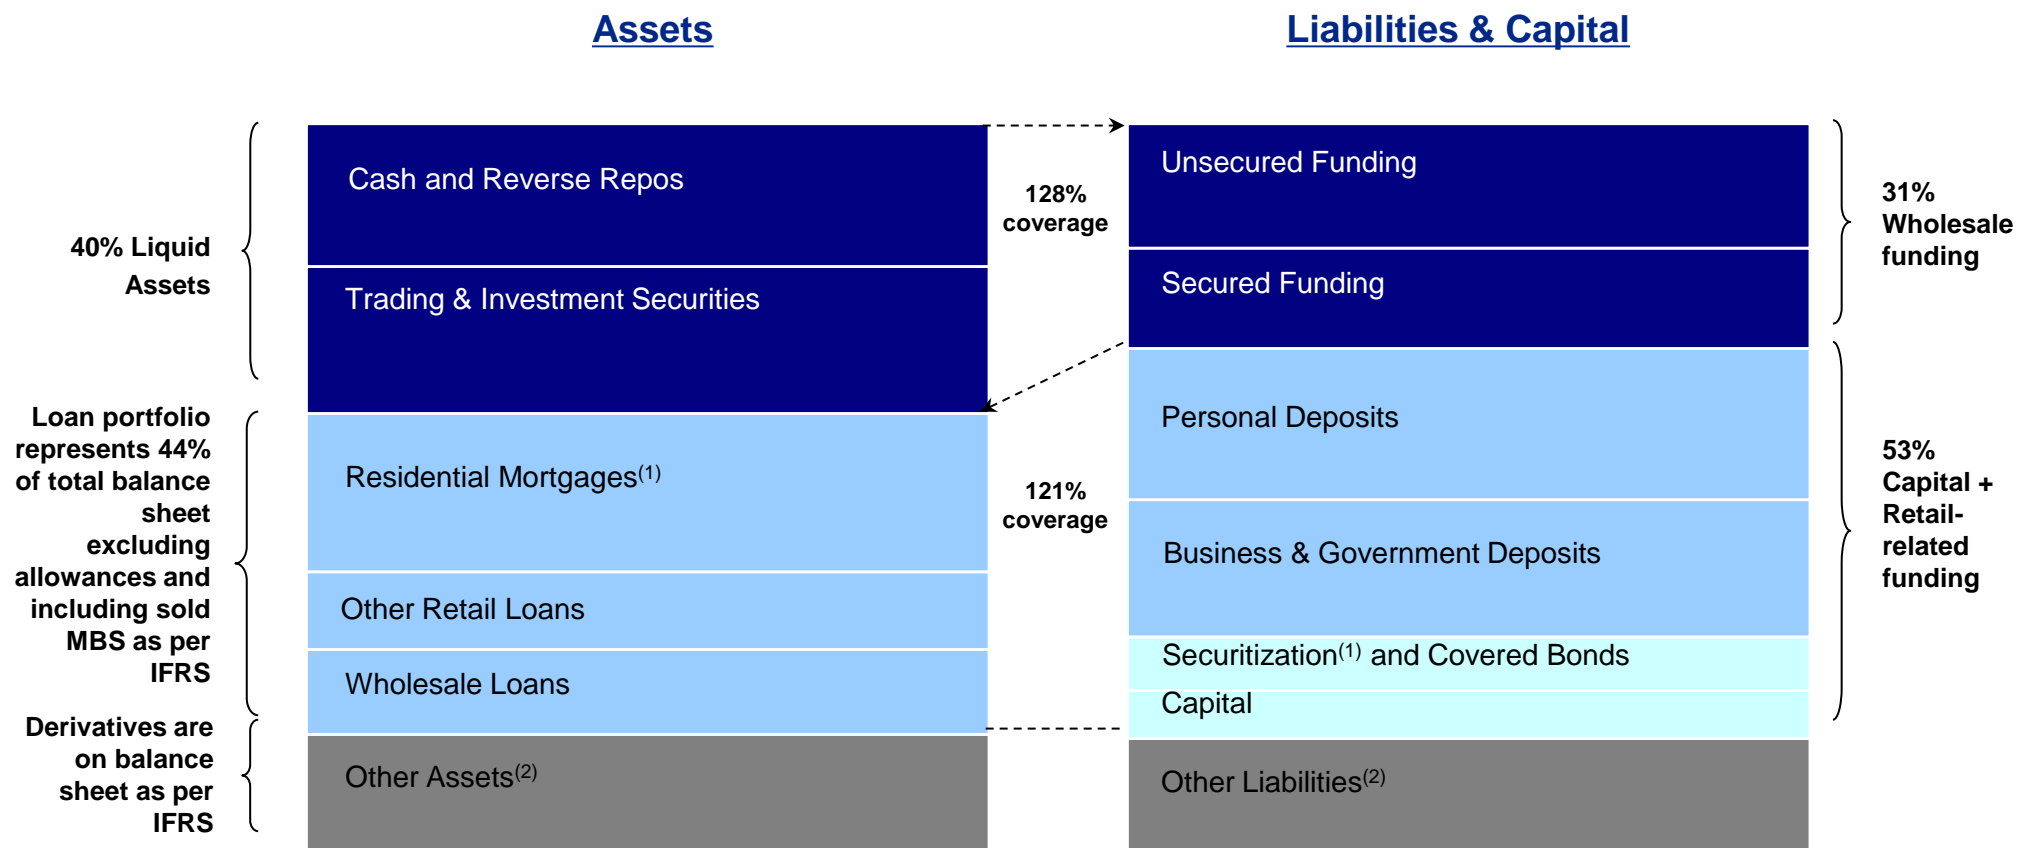 Assets
Liabilities & Capital
40% Liquid
Assets
Cash and Reverse Repos
Trading & Investment Securities
128%
coverage
Unsecured Funding
Secured Funding
31%
Wholesale
funding
Loan portfolio
represents 44%
of total balance
sheet
excluding
allowances and
including sold
MBS as per
IFRS
Residential Mortgages(1)
Other Retail Loans
Wholesale Loans
121%
coverage
Personal Deposits
Business & Government Deposits
Securitization(1) and Covered Bonds
Capital
53%
Capital +
Retail-
related
funding
Derivatives are
on balance
sheet as per
IFRS
Other Assets(2)
Other Liabilities(2)